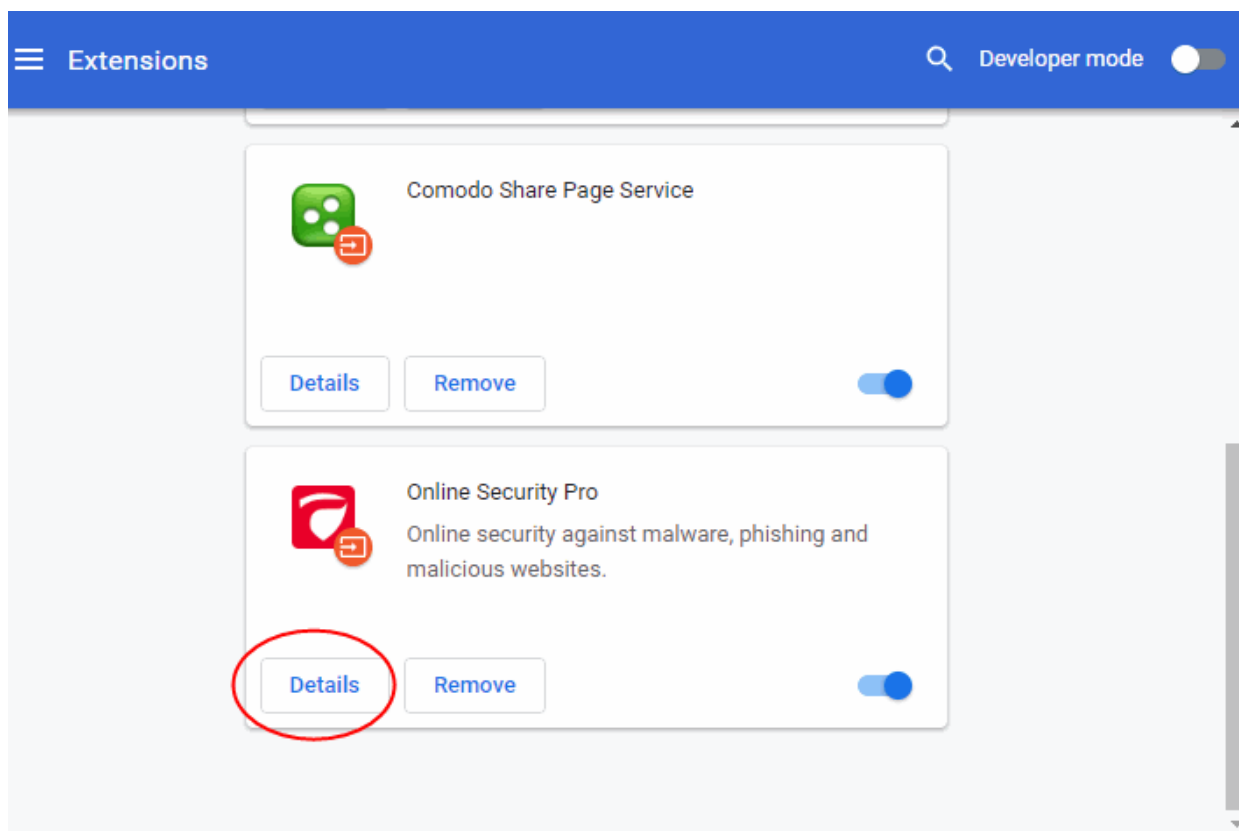 Extensions
Developer mode
Comodo Share Page Service
Details
Remove
Online Security Pro
Online security against malware, phishing and
malicious websites.
Details
Remove